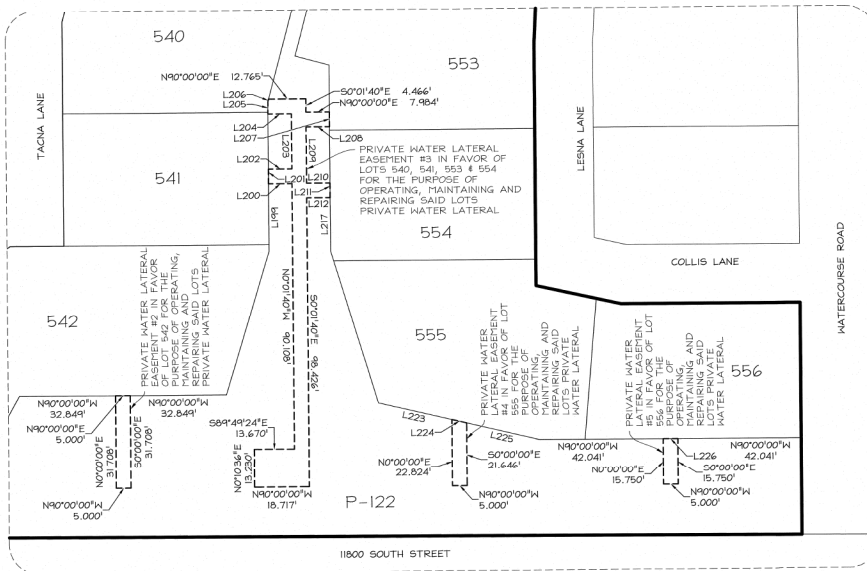 540
553
N90°00'00"E 12.765'
S0°01'40"E 4.466'
N90°00'00"E 7.984'
L206
L205
L204
L207
L208
L202
L203
L209
L201
L210
L200
L211
L212
L199
L217
TACNA LANE
LESNA LANE
WATERCOURSE ROAD
PRIVATE WATER LATERAL
EASEMENT #3 IN FAVOR OF
LOTS 540, 541, 553 & 554
FOR THE PURPOSE OF
OPERATING, MAINTAINING AND
REPAIRING SAID LOTS
PRIVATE WATER LATERAL
541
554
COLLIS LANE
PRIVATE WATER LATERAL
EASEMENT #2 IN FAVOR
OF LOT 542 FOR THE
PURPOSE OF OPERATING,
MAINTAINING AND
REPAIRING SAID LOTS
PRIVATE WATER LATERAL
542
N0°01'40"W 90.108'
S0°01'40"E 98.426'
555
PRIVATE WATER
LATERAL EASEMENT
#4 IN FAVOR OF LOT
555 FOR THE
PURPOSE OF
OPERATING,
MAINTAINING AND
REPAIRING SAID
LOTS PRIVATE
WATER LATERAL
PRIVATE WATER
LATERAL EASEMENT
#5 IN FAVOR OF LOT
556 FOR THE
PURPOSE OF
OPERATING,
MAINTAINING AND
REPAIRING SAID
LOTS PRIVATE
WATER LATERAL
556
N90°00'00"W
32.849'
N90°00'00"W
32.849'
N90°00'00"E
5.000'
N0°00'00"E
31.708'
S0°00'00"E
31.708'
N90°00'00"W
5.000'
S89°49'24"E
13.670'
N0°10'36"E
13.230'
N90°00'00"W
18.717'
P-122
L223
L224
L225
N0°00'00"E
22.824'
S0°00'00"E
21.646'
N90°00'00"W
5.000'
N90°00'00"W
42.041'
L226
N90°00'00"W
42.041'
N0°00'00"E
15.750'
S0°00'00"E
15.750'
N90°00'00"W
5.000'
11800 SOUTH STREET